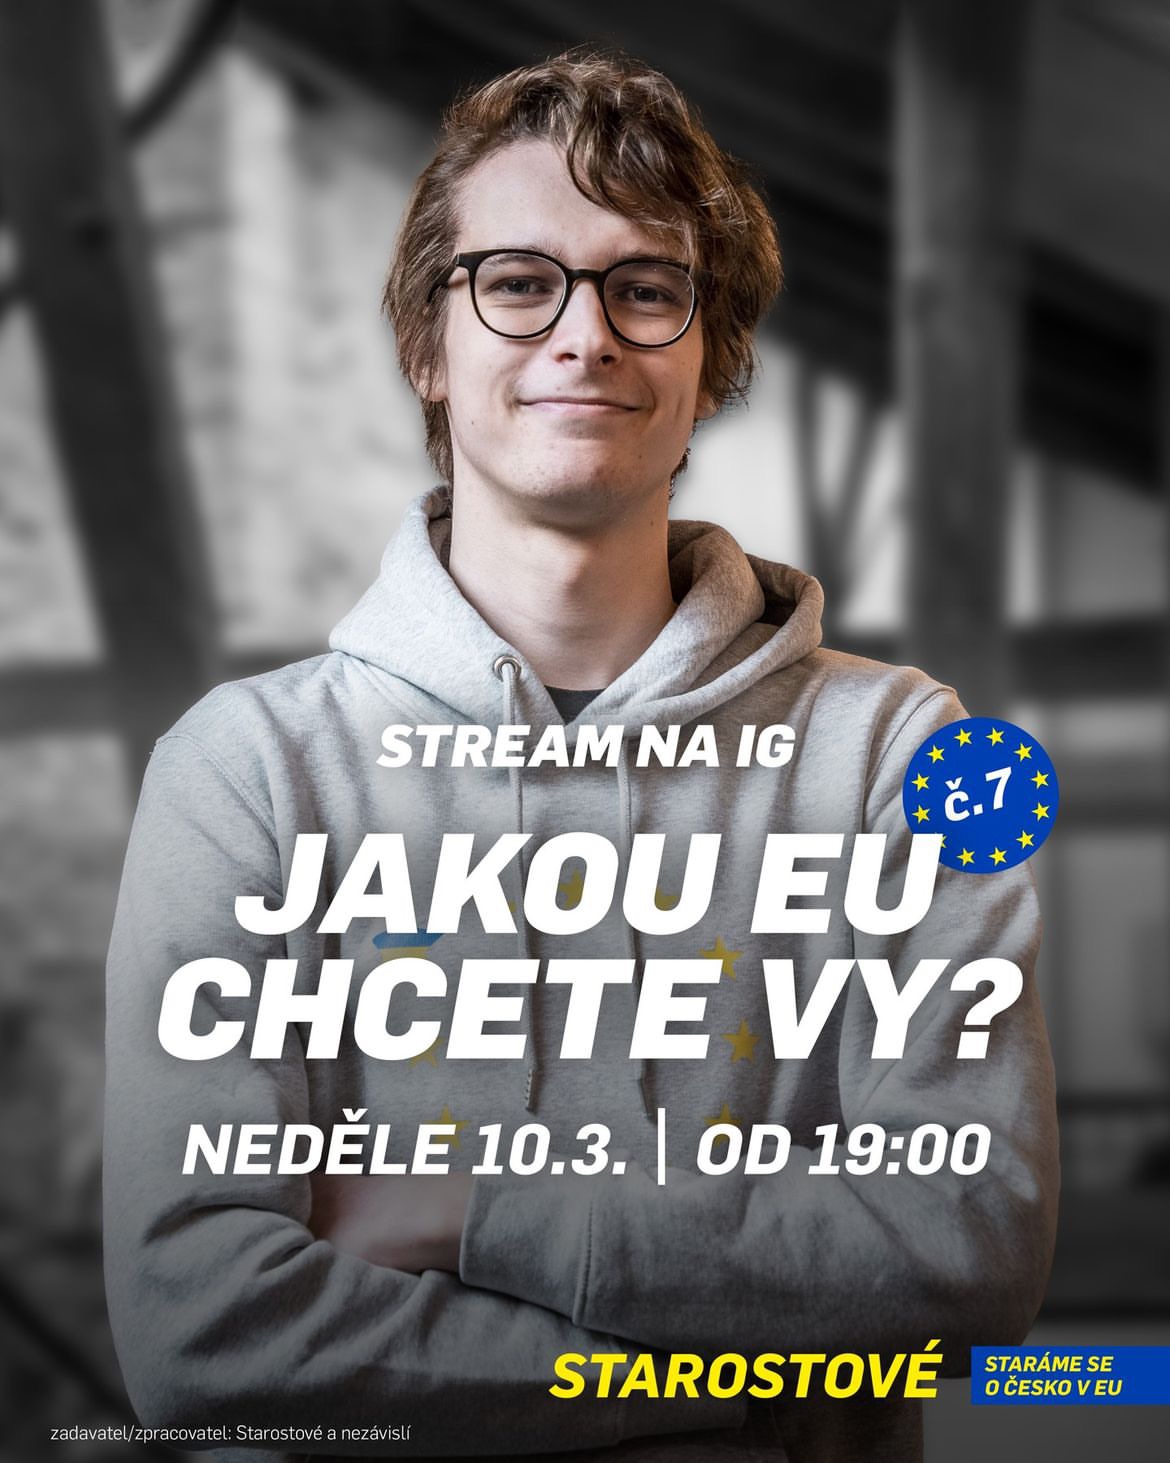 STREAM NA IG
č.7
JAKOU EU
CHCETE VY?
NEDĚLE 10.3. | OD 19:00
STAROSTOVÉ
STARÁME SE
O ČESKO V EU
zadavatel/zpracovatel: Starostové a nezávislí